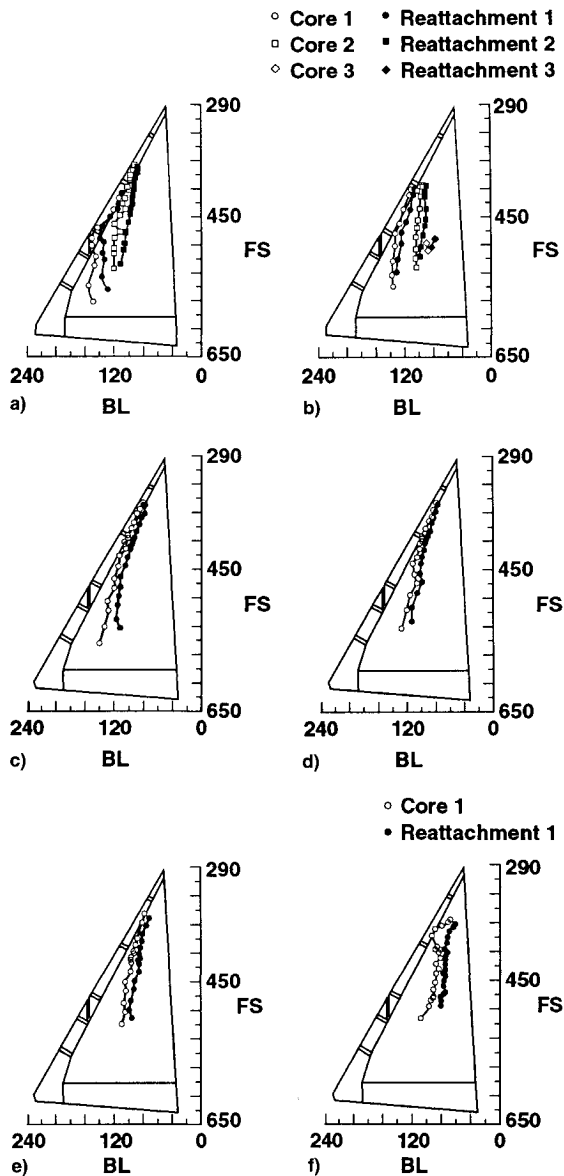 Core 1 Reattachment 1
Core 2 Reattachment 2
Core 3 Reattachment 3
290
450
FS
650
240 120 0
a) BL
290
450
FS
650
240 120 0
b) BL
290
450
FS
650
240 120 0
c) BL
290
450
FS
650
240 120 0
d) BL
Core 1
Reattachment 1
290
450
FS
650
240 120 0
e) BL
290
450
FS
650
240 120 0
f) BL